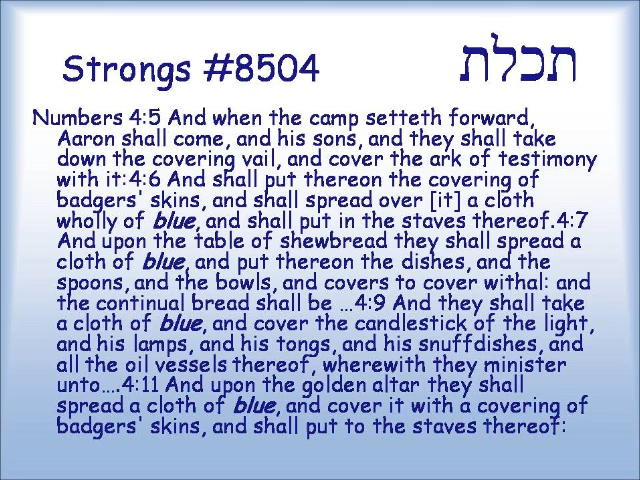 Strongs #8504 תכלת
Numbers 4:5 And when the camp setteth forward,
Aaron shall come, and his sons, and they shall take
down the covering vail, and cover the ark of testimony
with it:4:6 And shall put thereon the covering of
badgers' skins, and shall spread over [it] a cloth
wholly of blue, and shall put in the staves thereof.4:7
And upon the table of shewbread they shall spread a
cloth of blue, and put thereon the dishes, and the
spoons, and the bowls, and covers to cover withal: and
the continual bread shall be …4:9 And they shall take
a cloth of blue, and cover the candlestick of the light,
and his lamps, and his tongs, and his snuffdishes, and
all the oil vessels thereof, wherewith they minister
unto….4:11 And upon the golden altar they shall
spread a cloth of blue, and cover it with a covering of
badgers' skins, and shall put to the staves thereof: